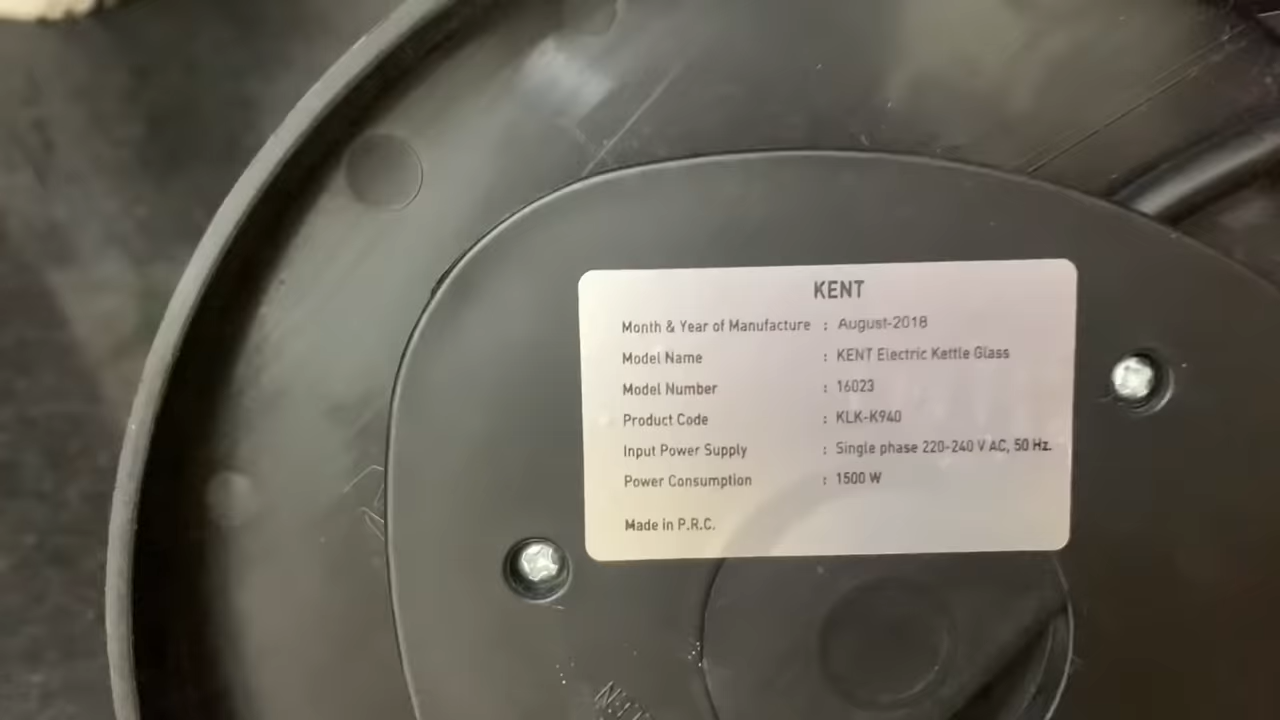 KENT
Month & Year of Manufacture : August-2018
Model Name : KENT Electric Kettle Glass
Model Number : 16023
Product Code : KLK-K940
Input Power Supply : Single phase 220-240 V AC, 50 Hz.
Power Consumption : 1500 W
Made in P.R.C.